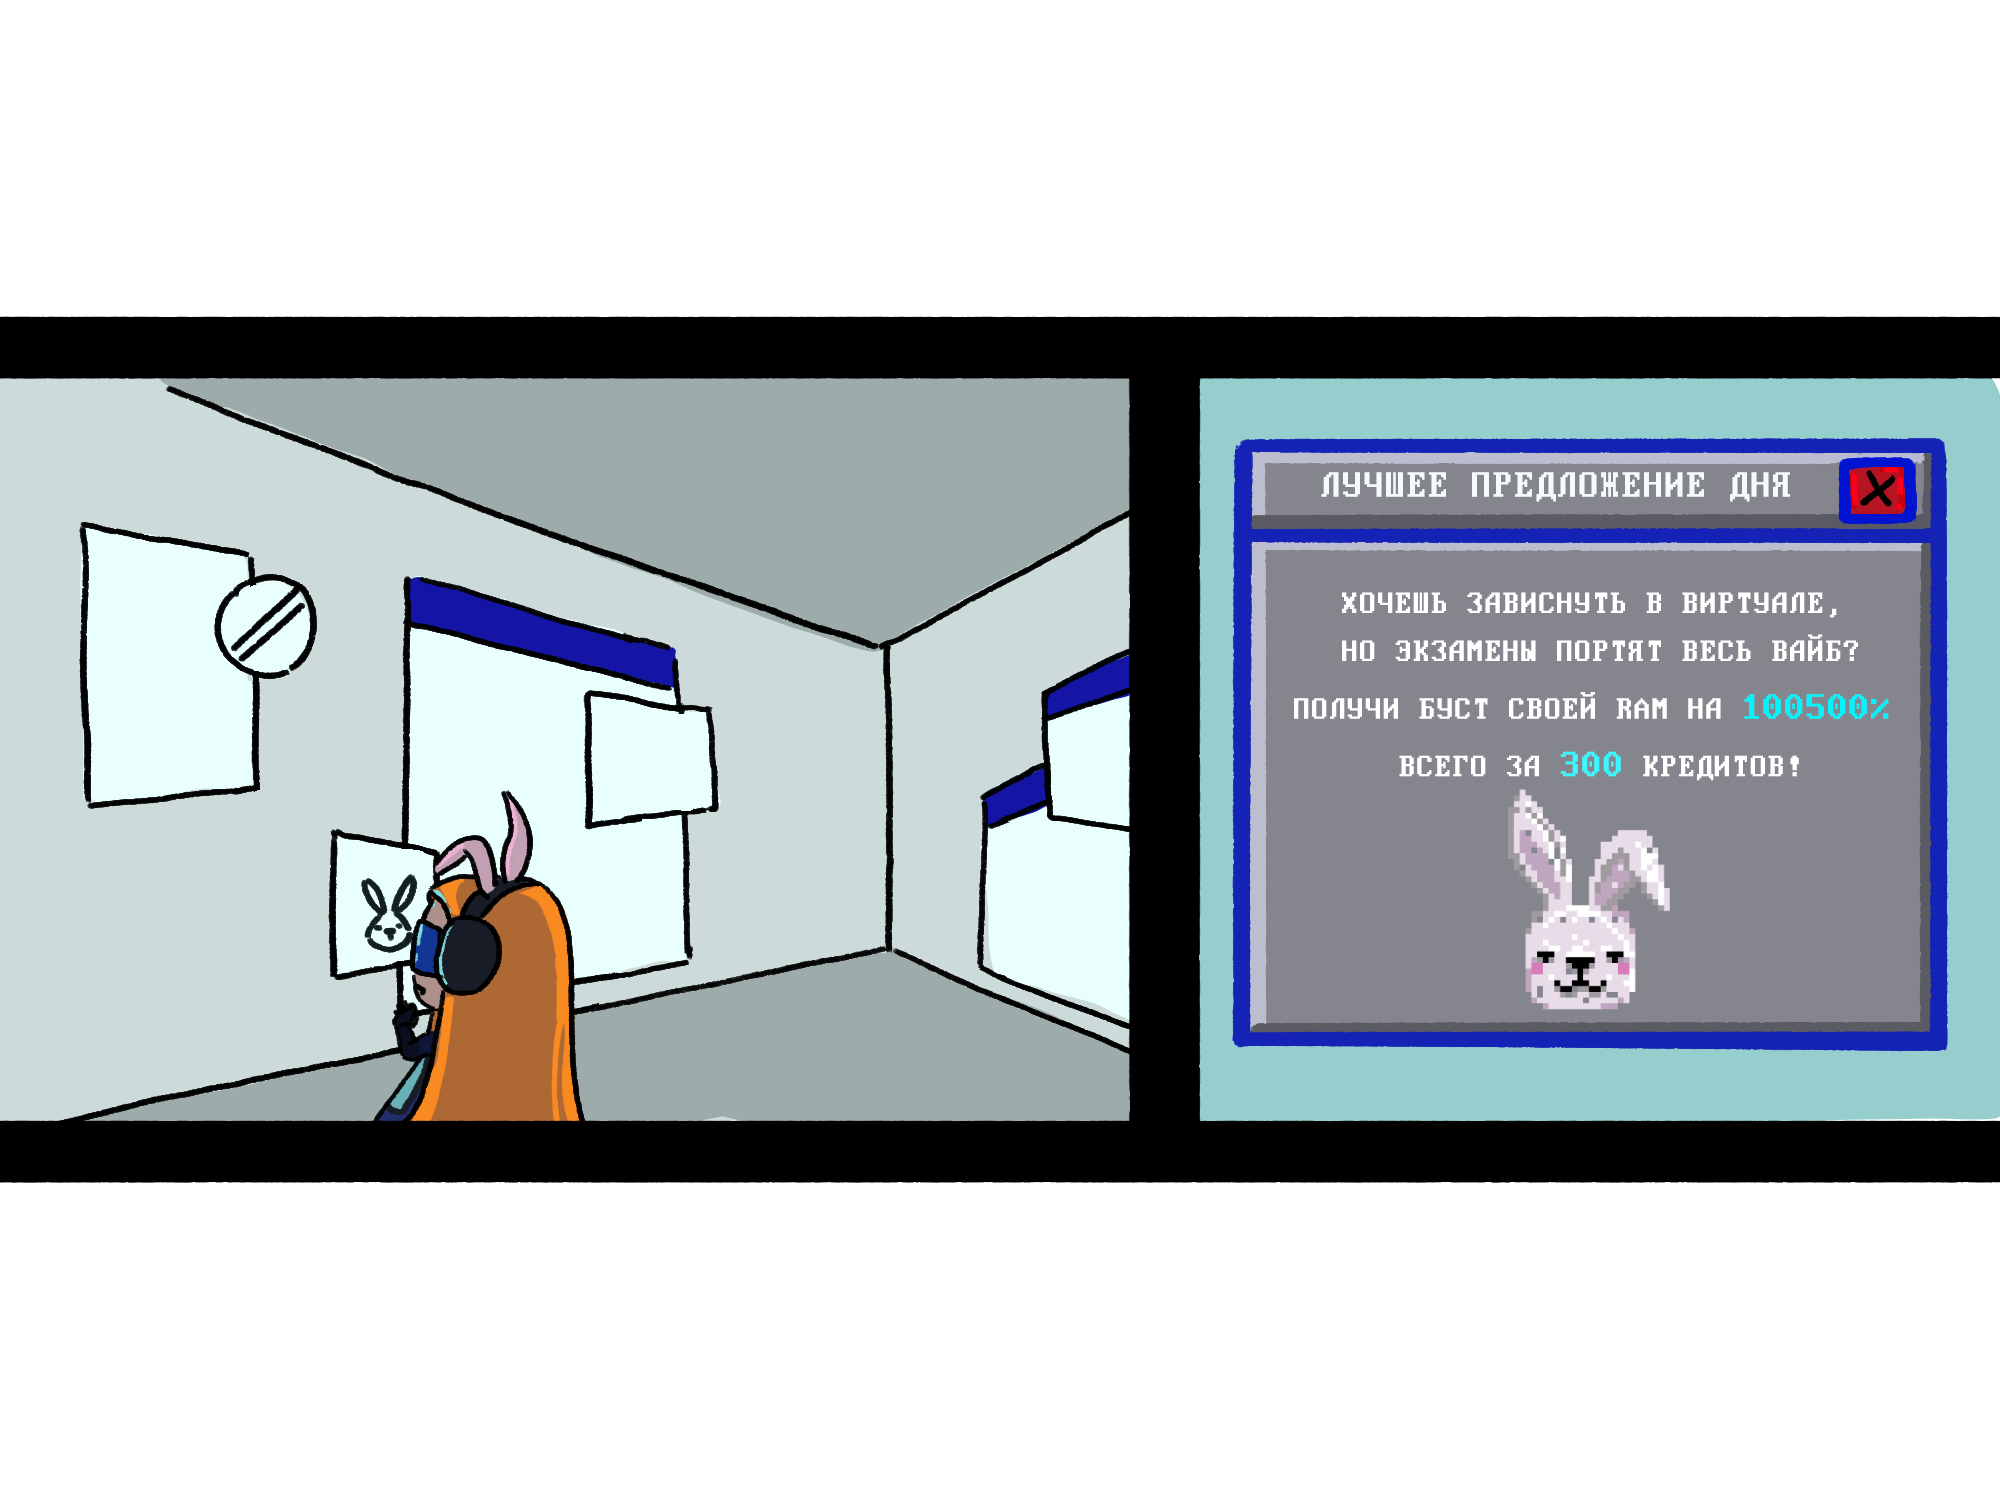 ЛУЧШЕЕ ПРЕДЛОЖЕНИЕ ДНЯ
ХОЧЕШЬ ЗАВИСНУТЬ В ВИРТУАЛЕ,
НО ЭКЗАМЕНЫ ПОРТЯТ ВЕСЬ ВАЙБ?
ПОЛУЧИ БУСТ СВОЕЙ RAM НА 100500%
ВСЕГО ЗА 300 КРЕДИТОВ!